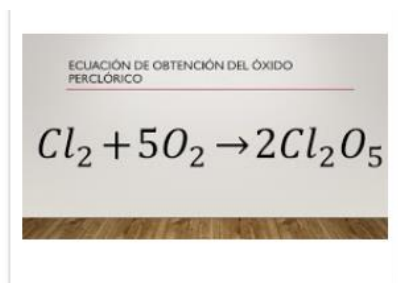 ECUACIÓN DE OBTENCIÓN DEL ÓXIDO
PERCLÓRICO
Cl₂ + 5O₂ → 2Cl₂O₅